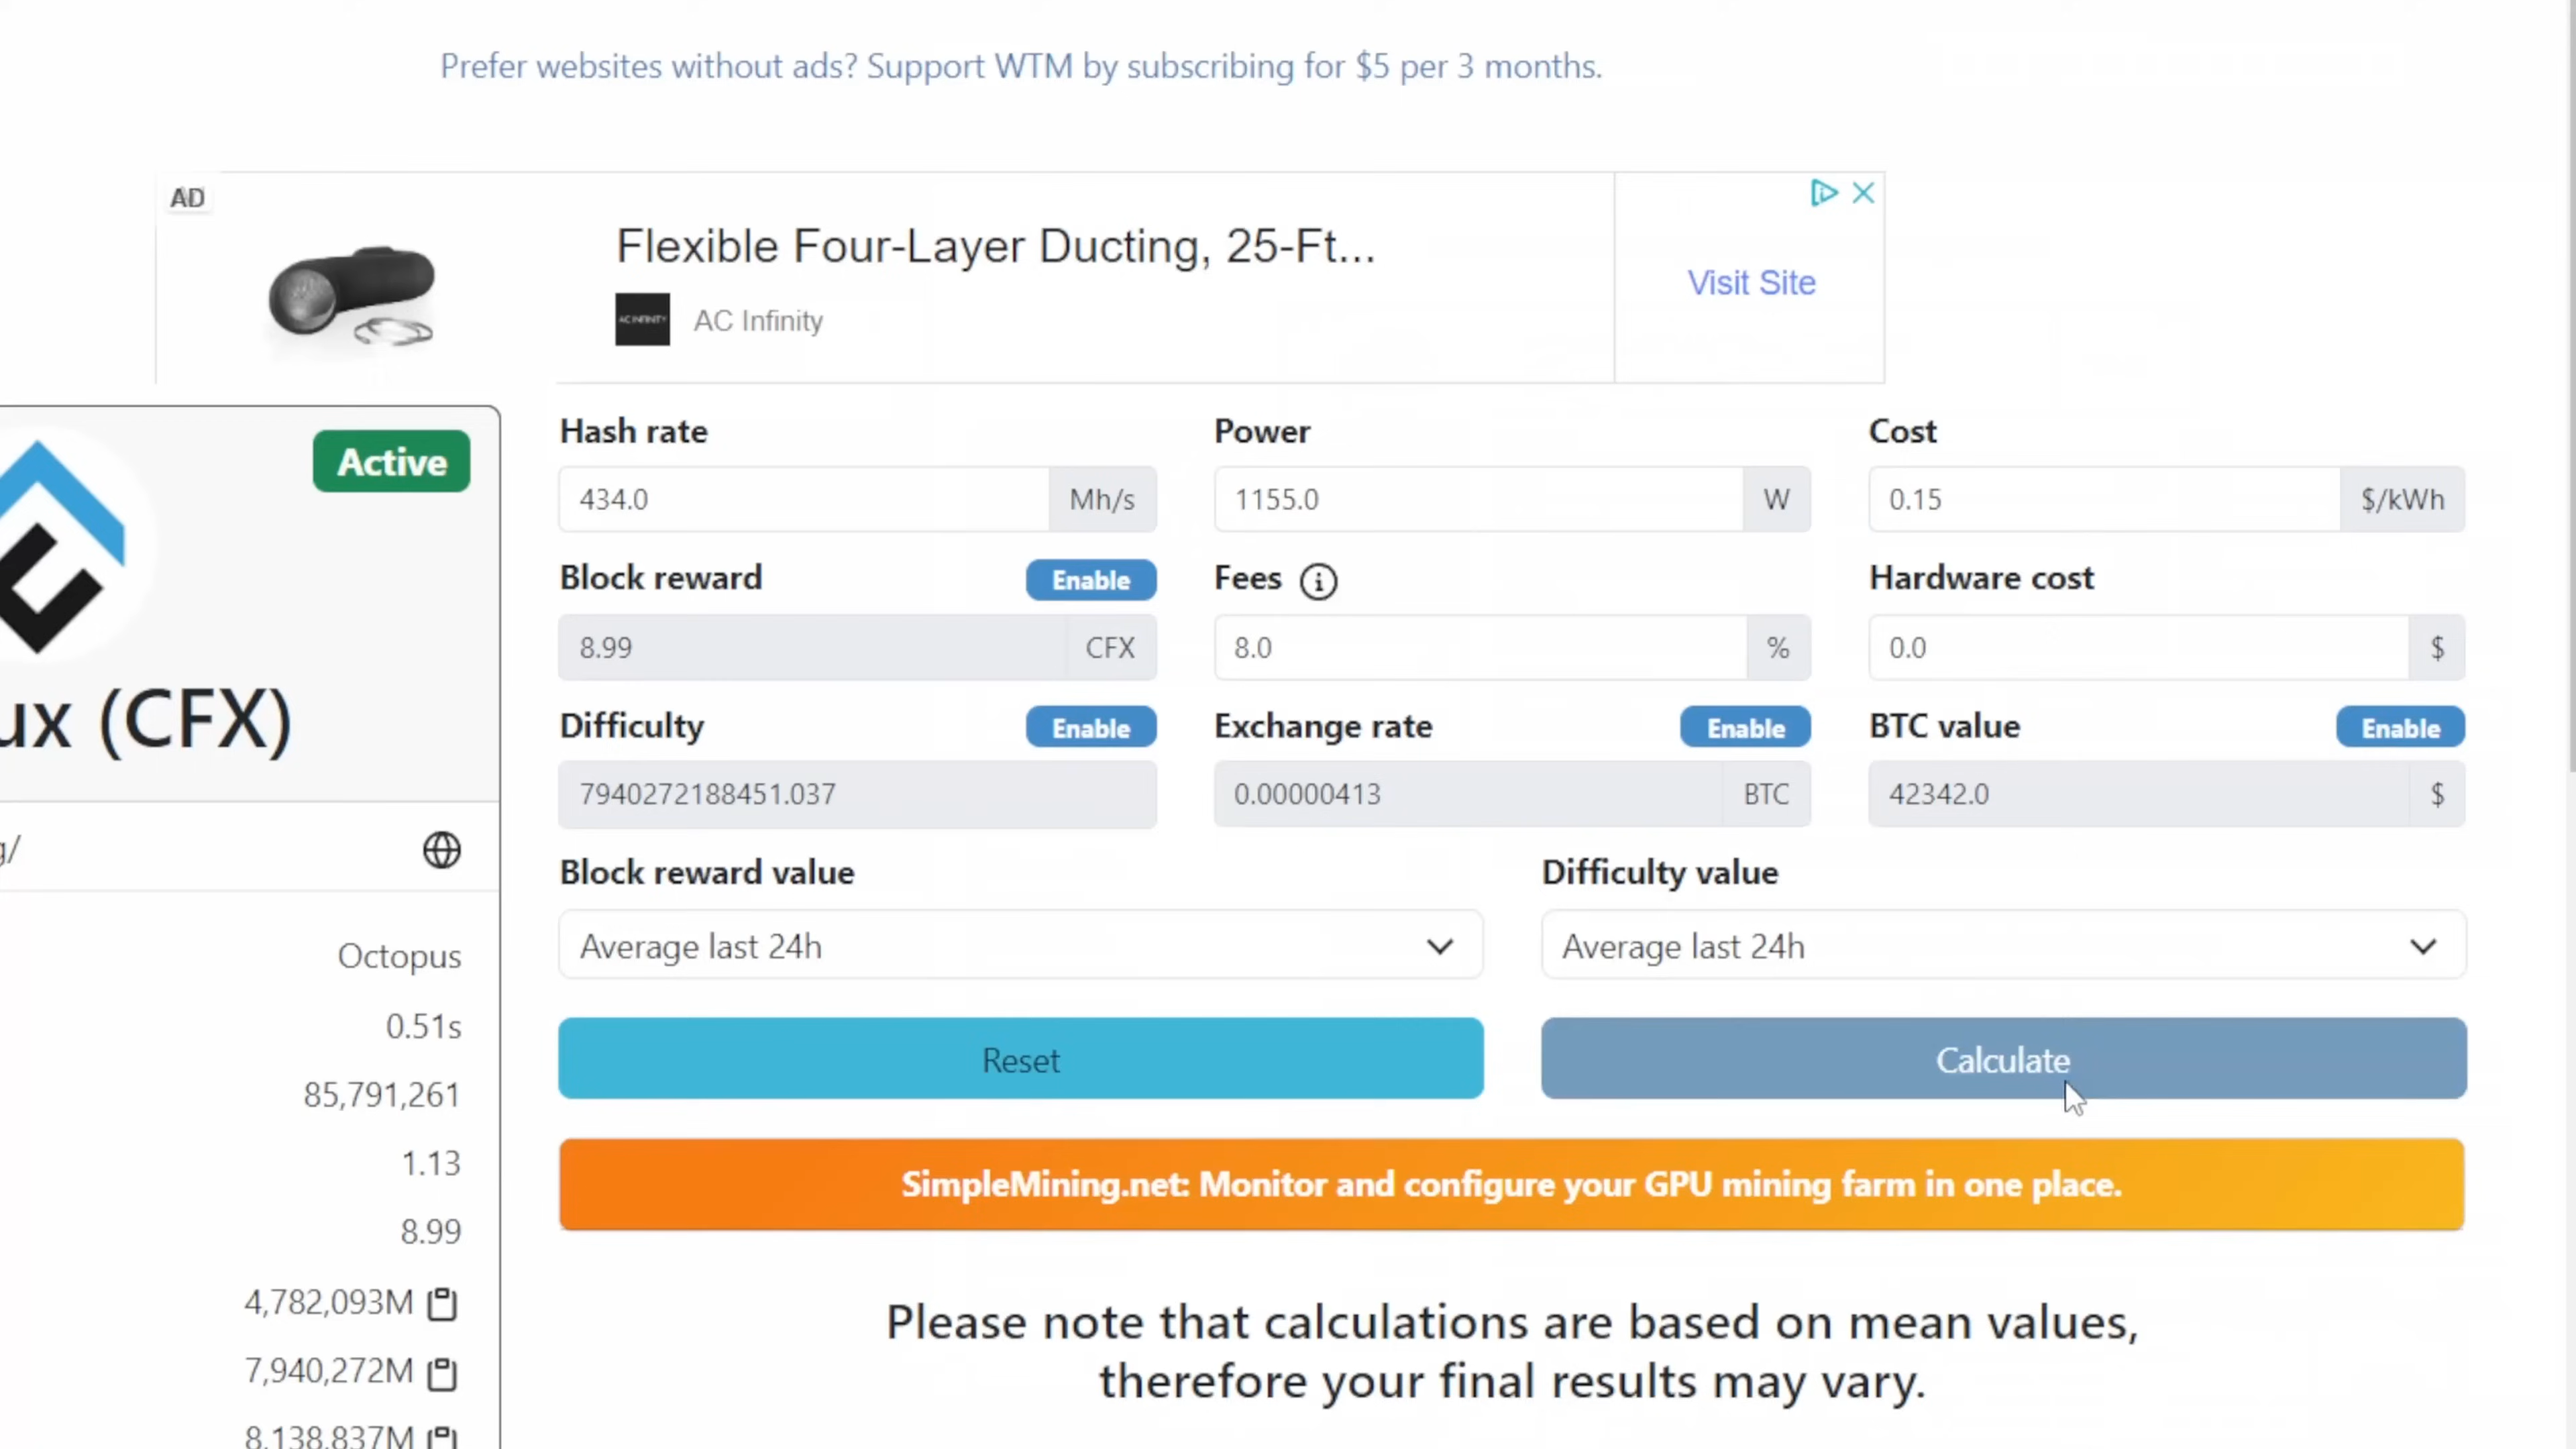 Prefer websites without ads? Support WTM by subscribing for $5 per 3 months.
AD
Flexible Four-Layer Ducting, 25-Ft...
AC INFINITY
AC Infinity
Visit Site
Active
ux (CFX)
g/
Octopus
0.51s
85,791,261
1.13
8.99
4,782,093M
7,940,272M
8,138,837M
Hash rate
Power
Cost
434.0 Mh/s
1155.0 W
0.15 $/kWh
Block reward Enable
Fees
Hardware cost
8.99 CFX
8.0 %
0.0 $
Difficulty Enable
Exchange rate Enable
BTC value Enable
7940272188451.037
0.00000413 BTC
42342.0 $
Block reward value
Difficulty value
Average last 24h
Average last 24h
Reset
Calculate
SimpleMining.net: Monitor and configure your GPU mining farm in one place.
Please note that calculations are based on mean values,
therefore your final results may vary.